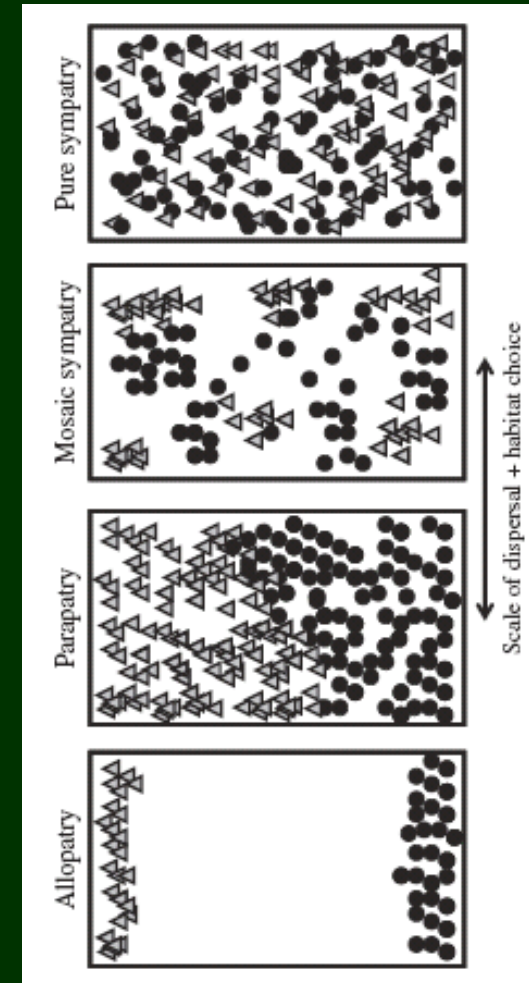 Allopatry
Parapatry
Mosaic sympatry
Pure sympatry
Scale of dispersal + habitat choice